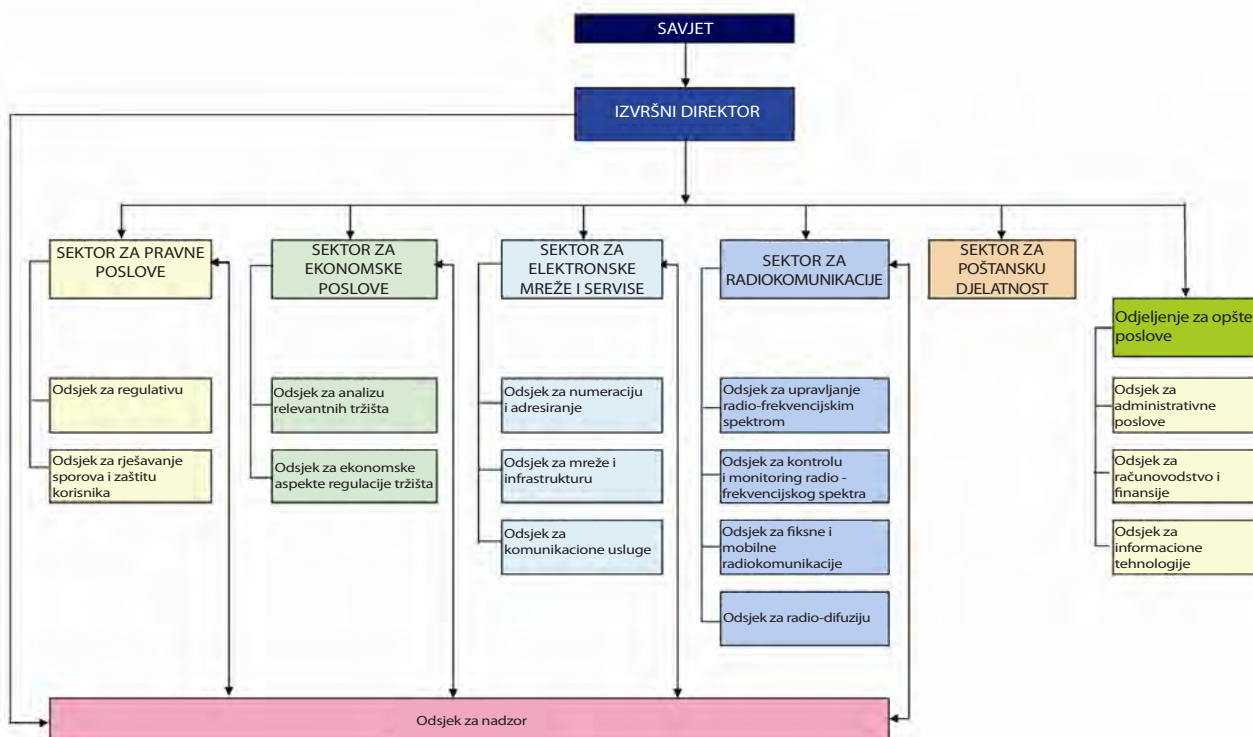 SAVJET
IZVRŠNI DIREKTOR
SEKTOR ZA PRAVNE
POSLOVE
Odsjek za regulativu
Odsjek za rješavanje
sporova i zaštitu
korisnika
SEKTOR ZA
EKONOMSKE
POSLOVE
Odsjek za analizu
relevantnih tržišta
Odsjek za ekonomske
aspekte regulacije tržišta
SEKTOR ZA
ELEKTRONSKE
MREŽE I SERVISE
Odsjek za numeraciju
i adresiranje
Odsjek za mreže i
infrastrukturu
Odsjek za
komunikacione usluge
SEKTOR ZA
RADIOKOMUNIKACIJE
Odsjek za upravljanje
radio-frekvencijskim
spektrom
Odsjek za kontrolu
i monitoring radio -
frekvencijskog spektra
Odsjek za fiksne i
mobilne
radiokomunikacije
Odsjek za radio-difuziju
SEKTOR ZA
POŠTANSKU
DJELATNOST
Odjeljenje za opšte
poslove
Odsjek za
administrativne
poslove
Odsjek za
računovodstvo i
finansije
Odsjek za
informacione
tehnologije
Odsjek za nadzor